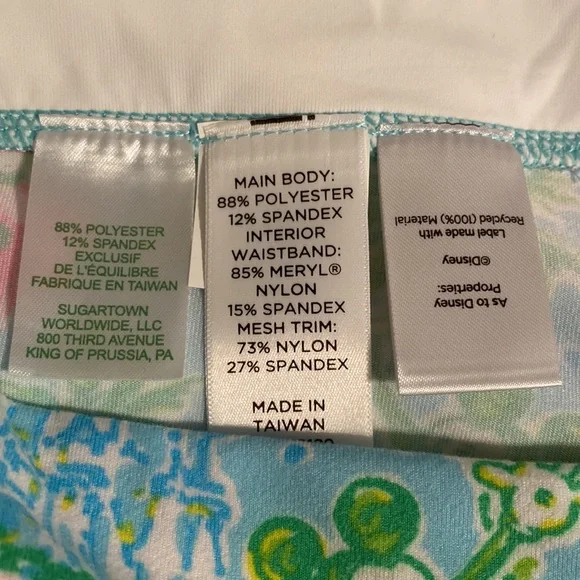 88% POLYESTER
12% SPANDEX
EXCLUSIF
DE L'ÉQUILIBRE
FABRIQUE EN TAIWAN
SUGARTOWN
WORLDWIDE, LLC
800 THIRD AVENUE
KING OF PRUSSIA, PA
MAIN BODY:
88% POLYESTER
12% SPANDEX
INTERIOR
WAISTBAND:
85% MERYL®
NYLON
15% SPANDEX
MESH TRIM:
73% NYLON
27% SPANDEX
MADE IN
TAIWAN
As to Disney
Properties:
©Disney
Label made with
Recycled (100%) Material